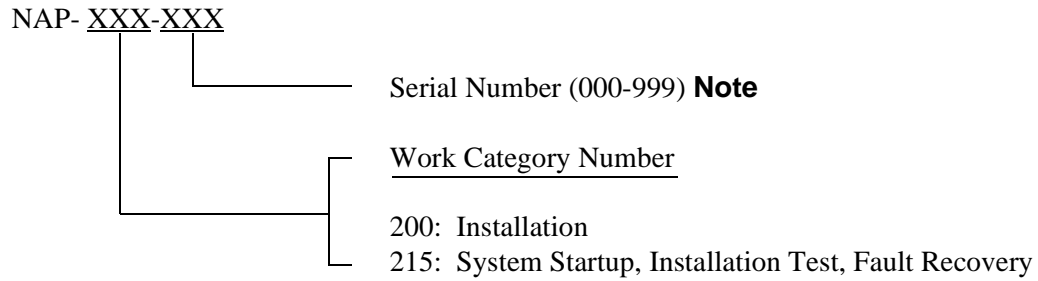 NAP- XXX-XXX
Serial Number (000-999) Note
Work Category Number
200: Installation
215: System Startup, Installation Test, Fault Recovery